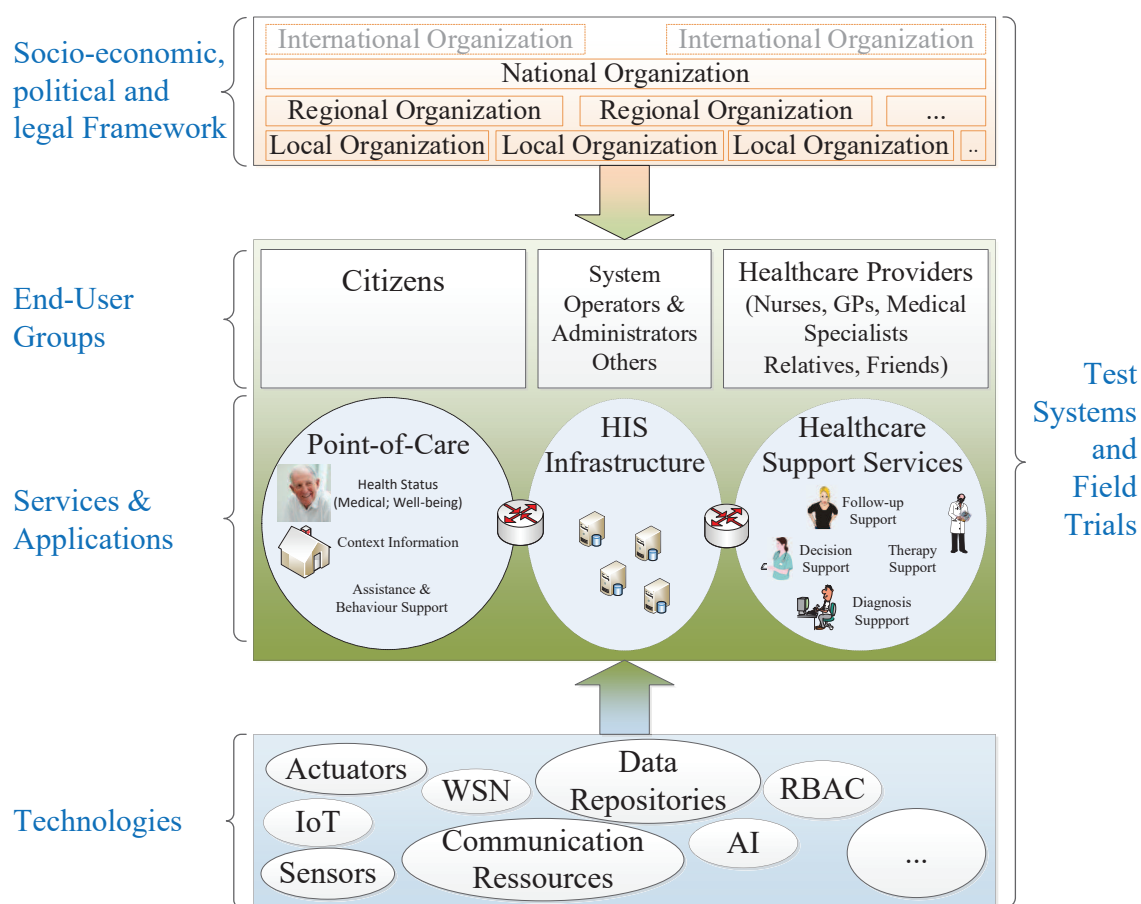 Socio-economic,
political and
legal Framework
International Organization
International Organization
National Organization
Regional Organization
Regional Organization
...
Local Organization
Local Organization
Local Organization
..
End-User
Groups
Citizens
System
Operators &
Administrators
Others
Healthcare Providers
(Nurses, GPs, Medical
Specialists
Relatives, Friends)
Services &
Applications
Point-of-Care
Health Status
(Medical; Well-being)
Context Information
Assistance &
Behaviour Support
HIS
Infrastructure
Healthcare
Support Services
Follow-up
Support
Decision
Support
Therapy
Support
Diagnosis
Suppport
Test
Systems
and
Field
Trials
Technologies
Actuators
WSN
Data
Repositories
RBAC
IoT
Communication
Ressources
AI
Sensors
...